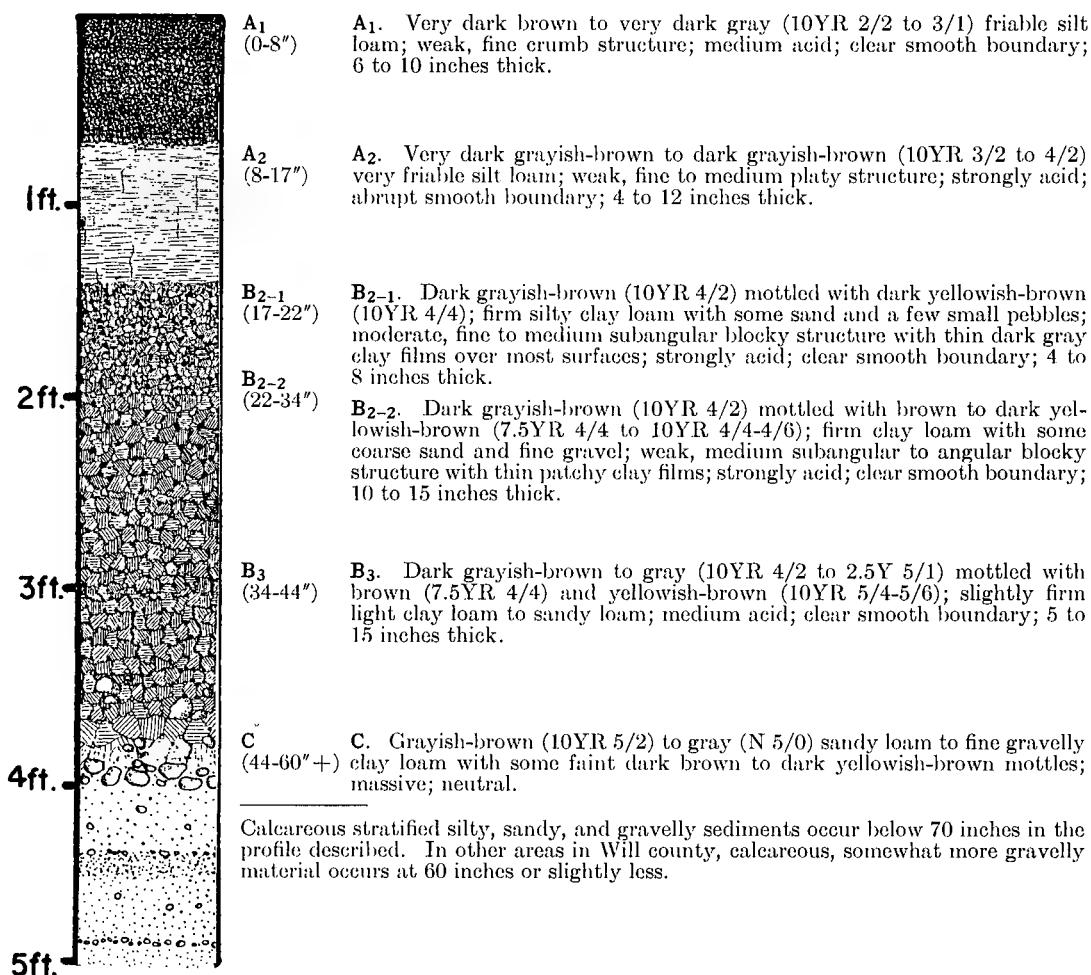 A1
(0-8″)
A1. Very dark brown to very dark gray (10YR 2/2 to 3/1) friable silt
loam; weak, fine crumb structure; medium acid; clear smooth boundary;
6 to 10 inches thick.
A2
(8-17″)
A2. Very dark grayish-brown to dark grayish-brown (10YR 3/2 to 4/2)
very friable silt loam; weak, fine to medium platy structure; strongly acid;
abrupt smooth boundary; 4 to 12 inches thick.
1ft.
B2-1
(17-22″)
B2-1. Dark grayish-brown (10YR 4/2) mottled with dark yellowish-brown
(10YR 4/4); firm silty clay loam with some sand and a few small pebbles;
moderate, fine to medium subangular blocky structure with thin dark gray
clay films over most surfaces; strongly acid; clear smooth boundary; 4 to
8 inches thick.
2ft.
B2-2
(22-34″)
B2-2. Dark grayish-brown (10YR 4/2) mottled with brown to dark yel-
lowish-brown (7.5YR 4/4 to 10YR 4/4-4/6); firm clay loam with some
coarse sand and fine gravel; weak, medium subangular to angular blocky
structure with thin patchy clay films; strongly acid; clear smooth boundary;
10 to 15 inches thick.
3ft.
B3
(34-44″)
B3. Dark grayish-brown to gray (10YR 4/2 to 2.5Y 5/1) mottled with
brown (7.5YR 4/4) and yellowish-brown (10YR 5/4-5/6); slightly firm
light clay loam to sandy loam; medium acid; clear smooth boundary; 5 to
15 inches thick.
C
(44-60″+)
C. Grayish-brown (10YR 5/2) to gray (N 5/0) sandy loam to fine gravelly
clay loam with some faint dark brown to dark yellowish-brown mottles;
massive; neutral.
4ft.
Calcareous stratified silty, sandy, and gravelly sediments occur below 70 inches in the
profile described. In other areas in Will county, calcareous, somewhat more gravelly
material occurs at 60 inches or slightly less.
5ft.